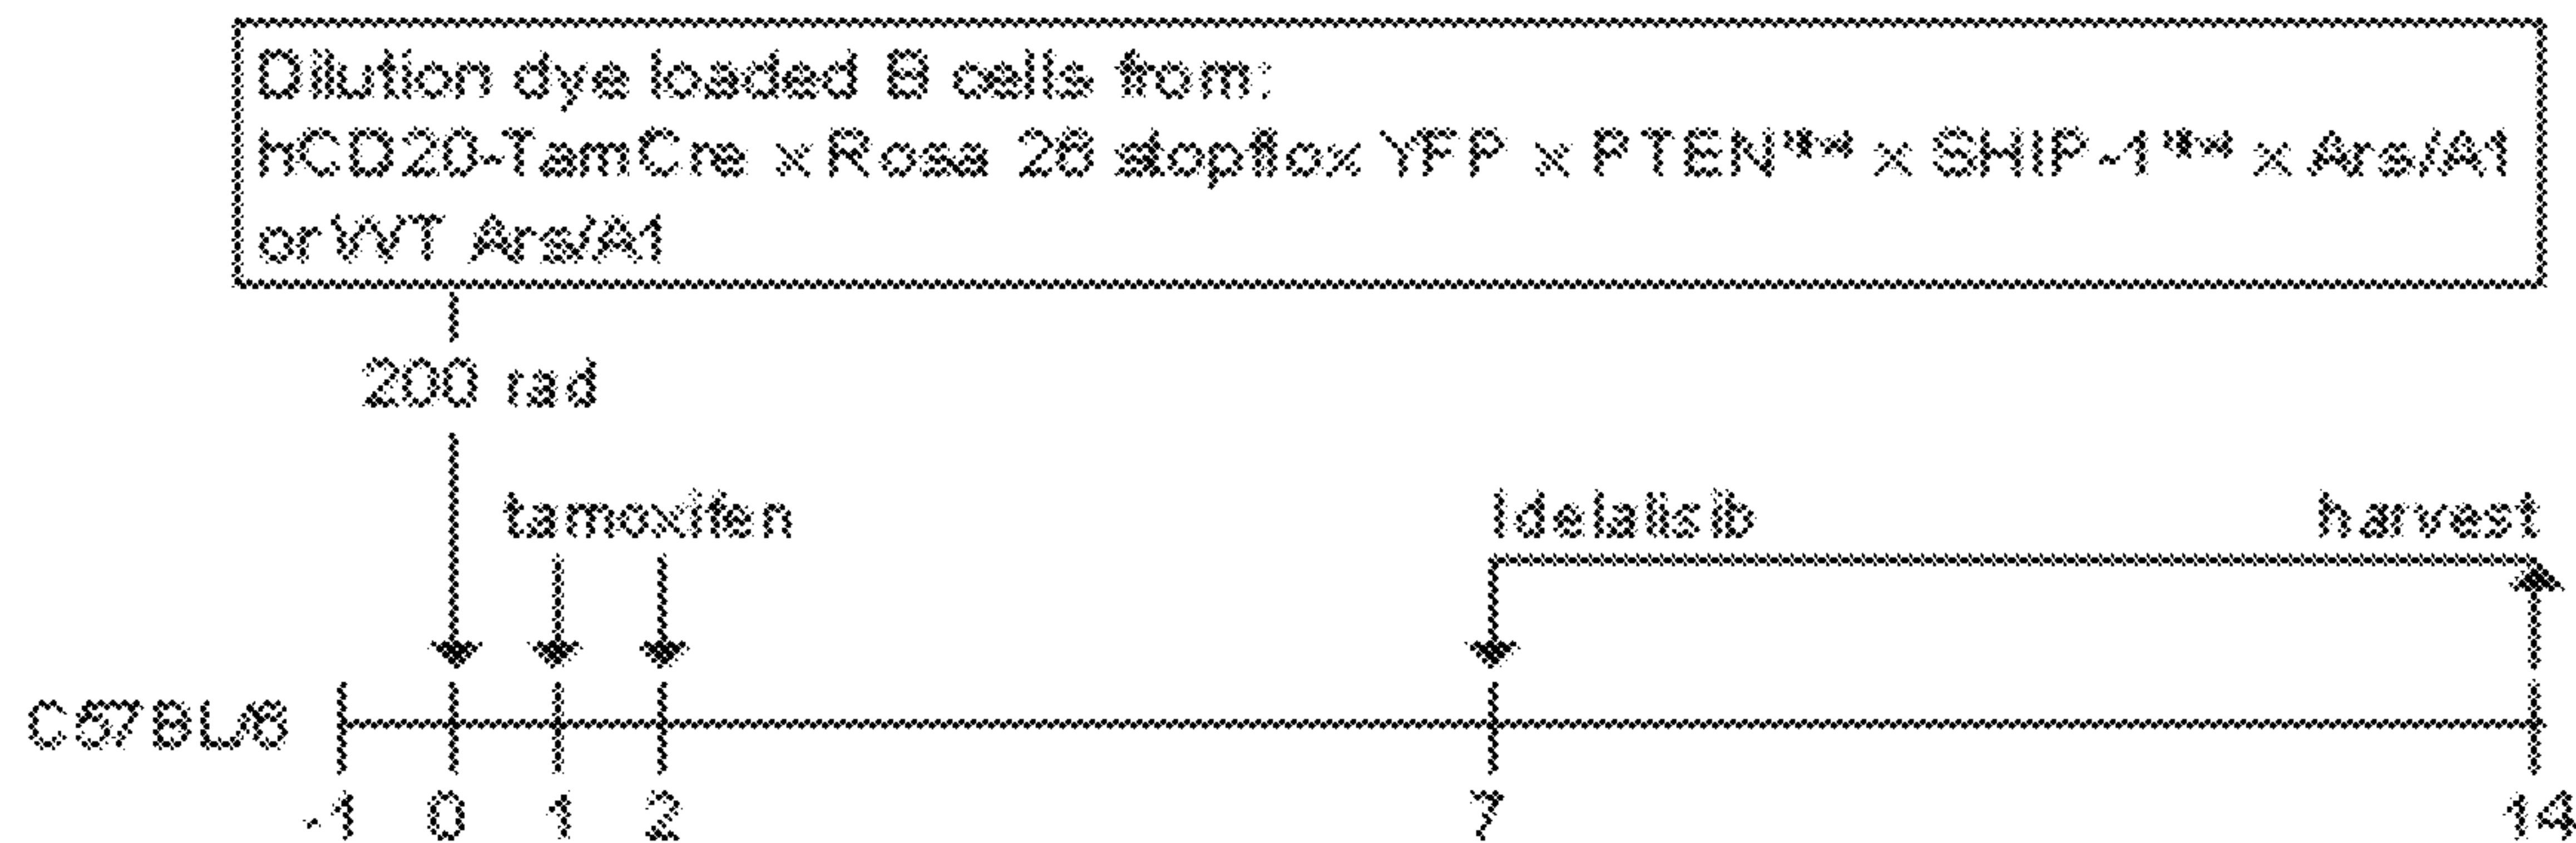 Dilution dye loaded B cells from:
hCD20-TamCre x Rosa 26 stopflox YFP x PTEN x SHIP-1 x Ars/A1
or WT Ars/A1
200 rad
tamoxifen
Idelalisib
harvest
C57BL/6
-1 0 1 2 7 14